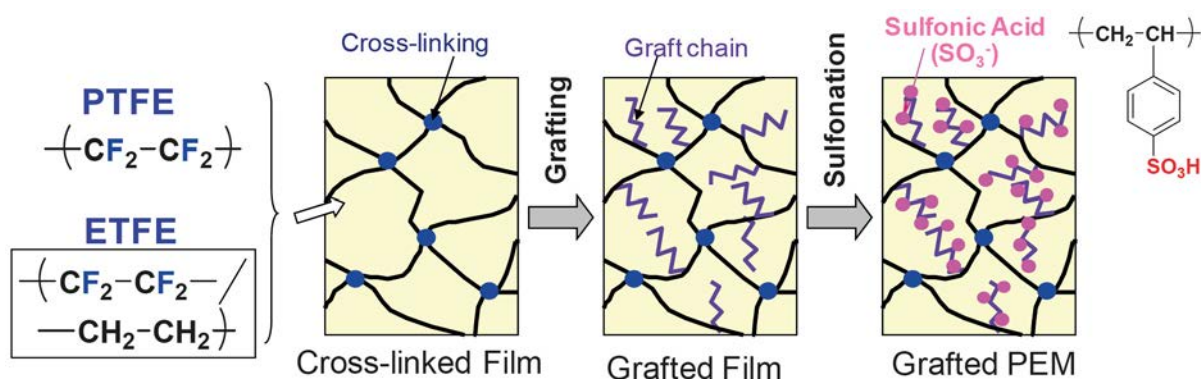 PTFE
(CF₂-CF₂)
ETFE
(CF₂-CF₂-/
-CH₂-CH₂)
Cross-linking
Cross-linked Film
Grafting
Graft chain
Grafted Film
Sulfonation
Sulfonic Acid
(SO₃⁻)
Grafted PEM
(CH₂-CH)
SO₃H